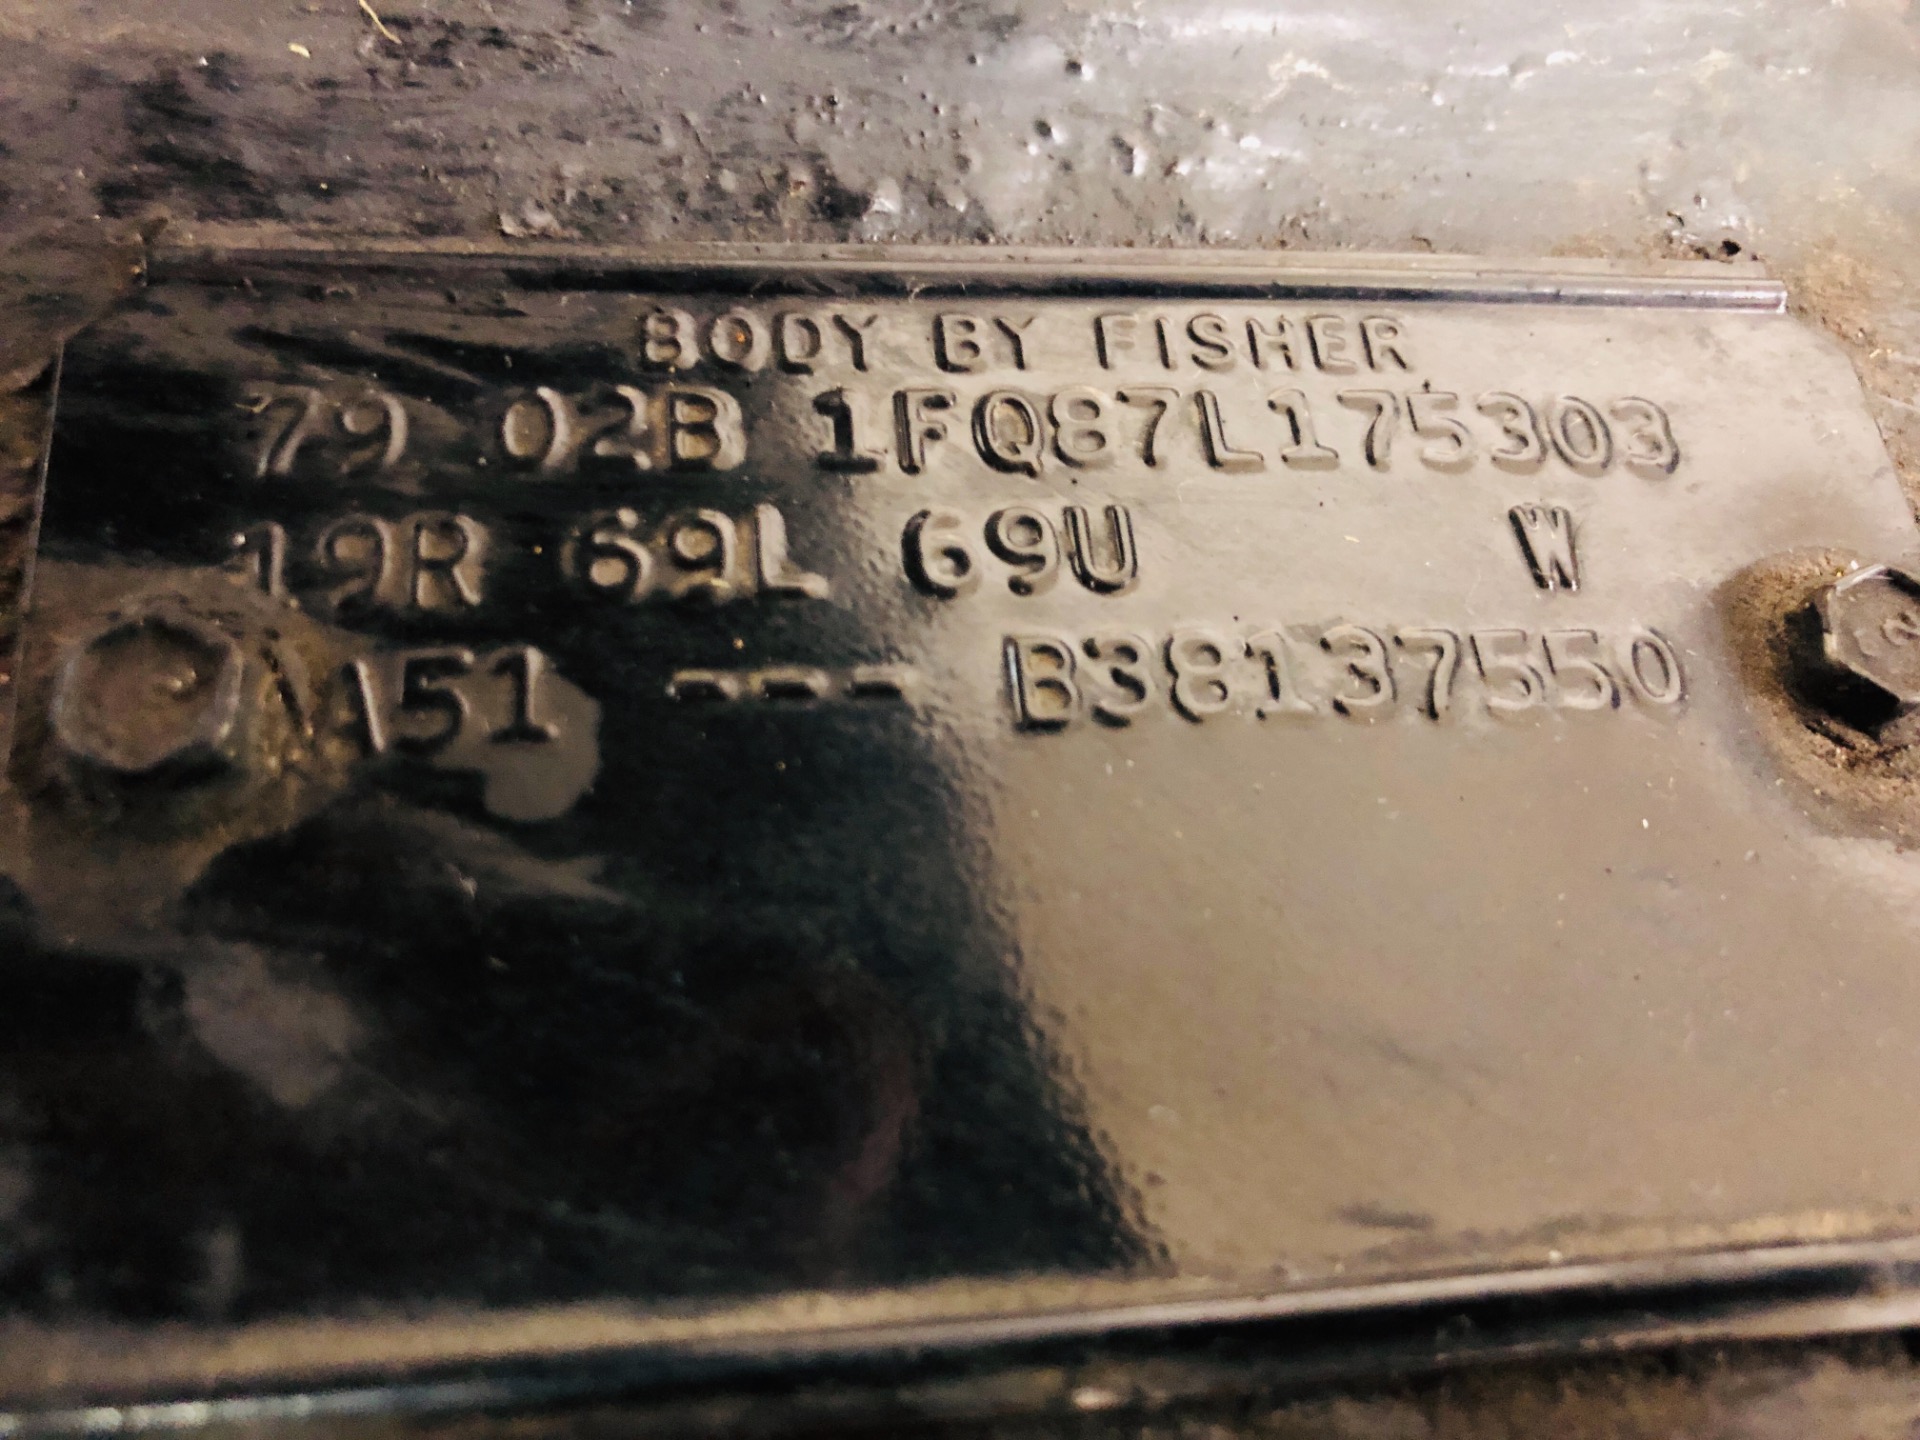 BODY BY FISHER
79 02B 1FQ87L175303
19R 69L 69U W
A51 --- B38137550